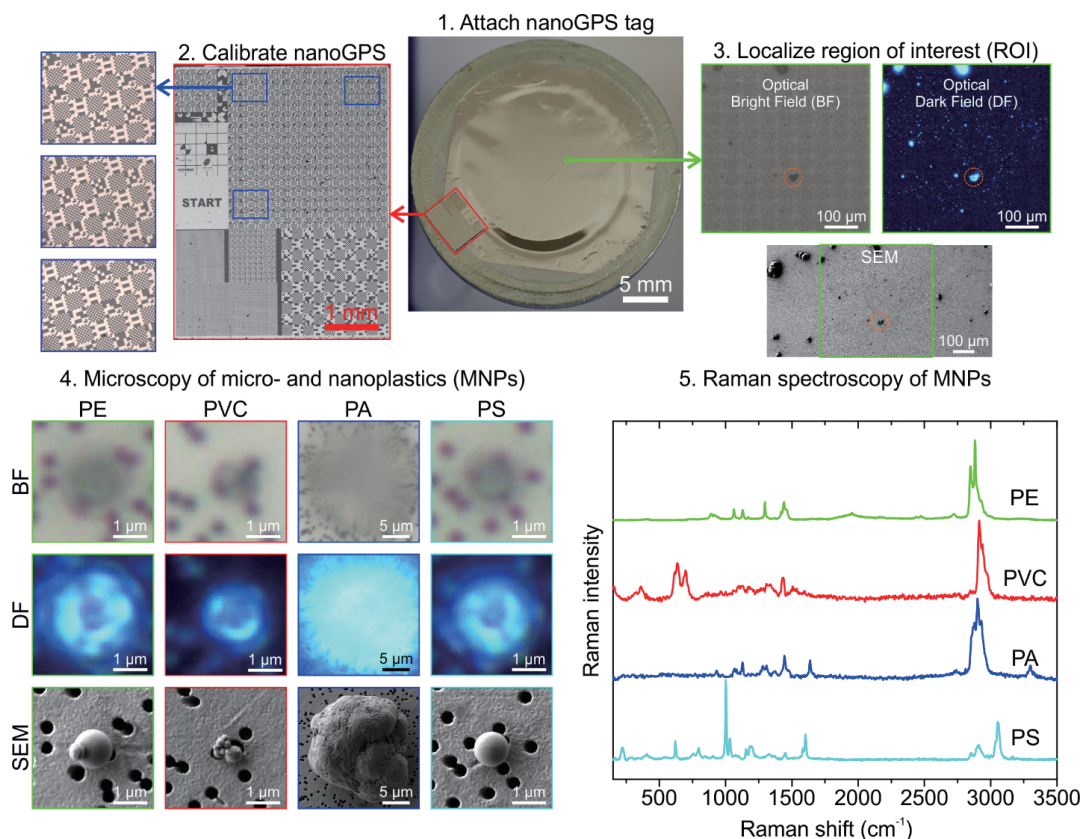 1. Attach nanoGPS tag
2. Calibrate nanoGPS
3. Localize region of interest (ROI)
START
1 mm
5 mm
Optical
Bright Field (BF)
100 µm
Optical
Dark Field (DF)
100 µm
SEM
100 µm
4. Microscopy of micro- and nanoplastics (MNPs)
PE PVC PA PS
BF
1 µm 1 µm 5 µm 1 µm
DF
1 µm 1 µm 5 µm 1 µm
SEM
1 µm 1 µm 5 µm 1 µm
5. Raman spectroscopy of MNPs
Raman intensity
PE
PVC
PA
PS
500 1000 1500 2000 2500 3000 3500
Raman shift (cm⁻¹)